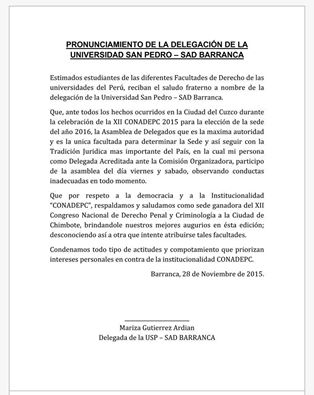 PRONUNCIAMIENTO DE LA DELEGACIÓN DE LA
UNIVERSIDAD SAN PEDRO – SAD BARRANCA
Estimados estudiantes de las diferentes Facultades de Derecho de las
universidades del Perú, reciban el saludo fraterno a nombre de la
delegación de la Universidad San Pedro – SAD Barranca.
Que, ante todos los hechos ocurridos en la Ciudad del Cuzco durante
la celebración de la XII CONADEPC 2015 para la elección de la sede
del año 2016, la Asamblea de Delegados que es la maxima autoridad
y es la unica facultada para determinar la Sede y así seguir con la
Tradición Juridica mas importante del País, en la cual mi persona
como Delegada Acreditada ante la Comisión Organizadora, participo
de la asamblea del día viernes y sabado, observando conductas
inadecuadas en todo momento.
Que por respeto a la democracia y a la Institucionalidad
"CONADEPC", respaldamos y saludamos como sede ganadora del XII
Congreso Nacional de Derecho Penal y Criminología a la Ciudad de
Chimbote, brindandole nuestros mejores augurios en ésta edición;
desconociendo así a otra que intente atribuirse tales facultades.
Condenamos todo tipo de actitudes y compotamiento que priorizan
intereses personales en contra de la institucionalidad CONADEPC.
Barranca, 28 de Noviembre de 2015.
Mariza Gutierrez Ardian
Delegada de la USP – SAD BARRANCA